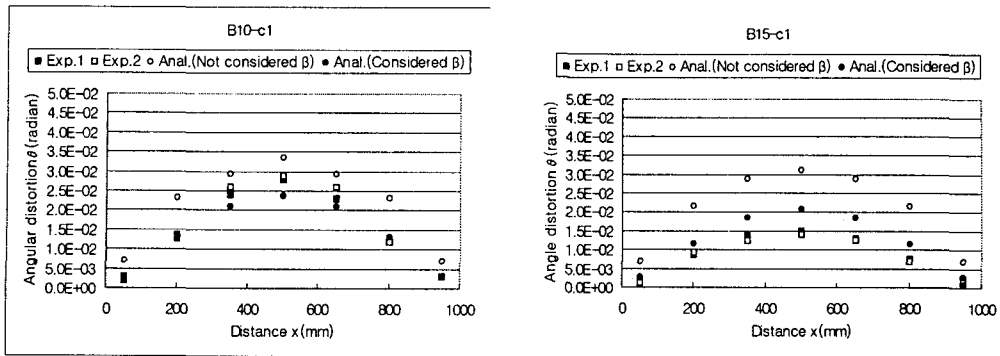 B10-c1
■ Exp.1 □ Exp.2 ○ Anal.(Not considered β) ● Anal.(Considered β)
Angular distortion θ (radian)
5.0E-02
4.5E-02
4.0E-02
3.5E-02
3.0E-02
2.5E-02
2.0E-02
1.5E-02
1.0E-02
5.0E-03
0.0E+00
0 200 400 600 800 1000
Distance x(mm)
B15-c1
■ Exp.1 □ Exp.2 ○ Anal.(Not considered β) ● Anal.(Considered β)
Angle distortion θ (radian)
5.0E-02
4.5E-02
4.0E-02
3.5E-02
3.0E-02
2.5E-02
2.0E-02
1.5E-02
1.0E-02
5.0E-03
0.0E+00
0 200 400 600 800 1000
Distance x(mm)